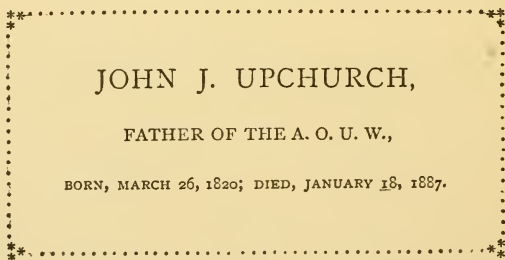 JOHN J. UPCHURCH,
FATHER OF THE A. O. U. W.,
BORN, MARCH 26, 1820; DIED, JANUARY 18, 1887.